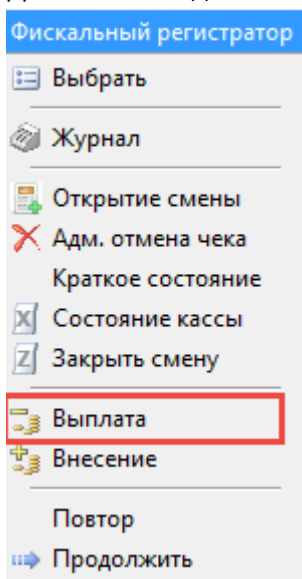 Фискальный регистратор
Выбрать
Журнал
Открытие смены
Адм. отмена чека
Краткое состояние
X Состояние кассы
Z Закрыть смену
Выплата
Внесение
Повтор
Продолжить